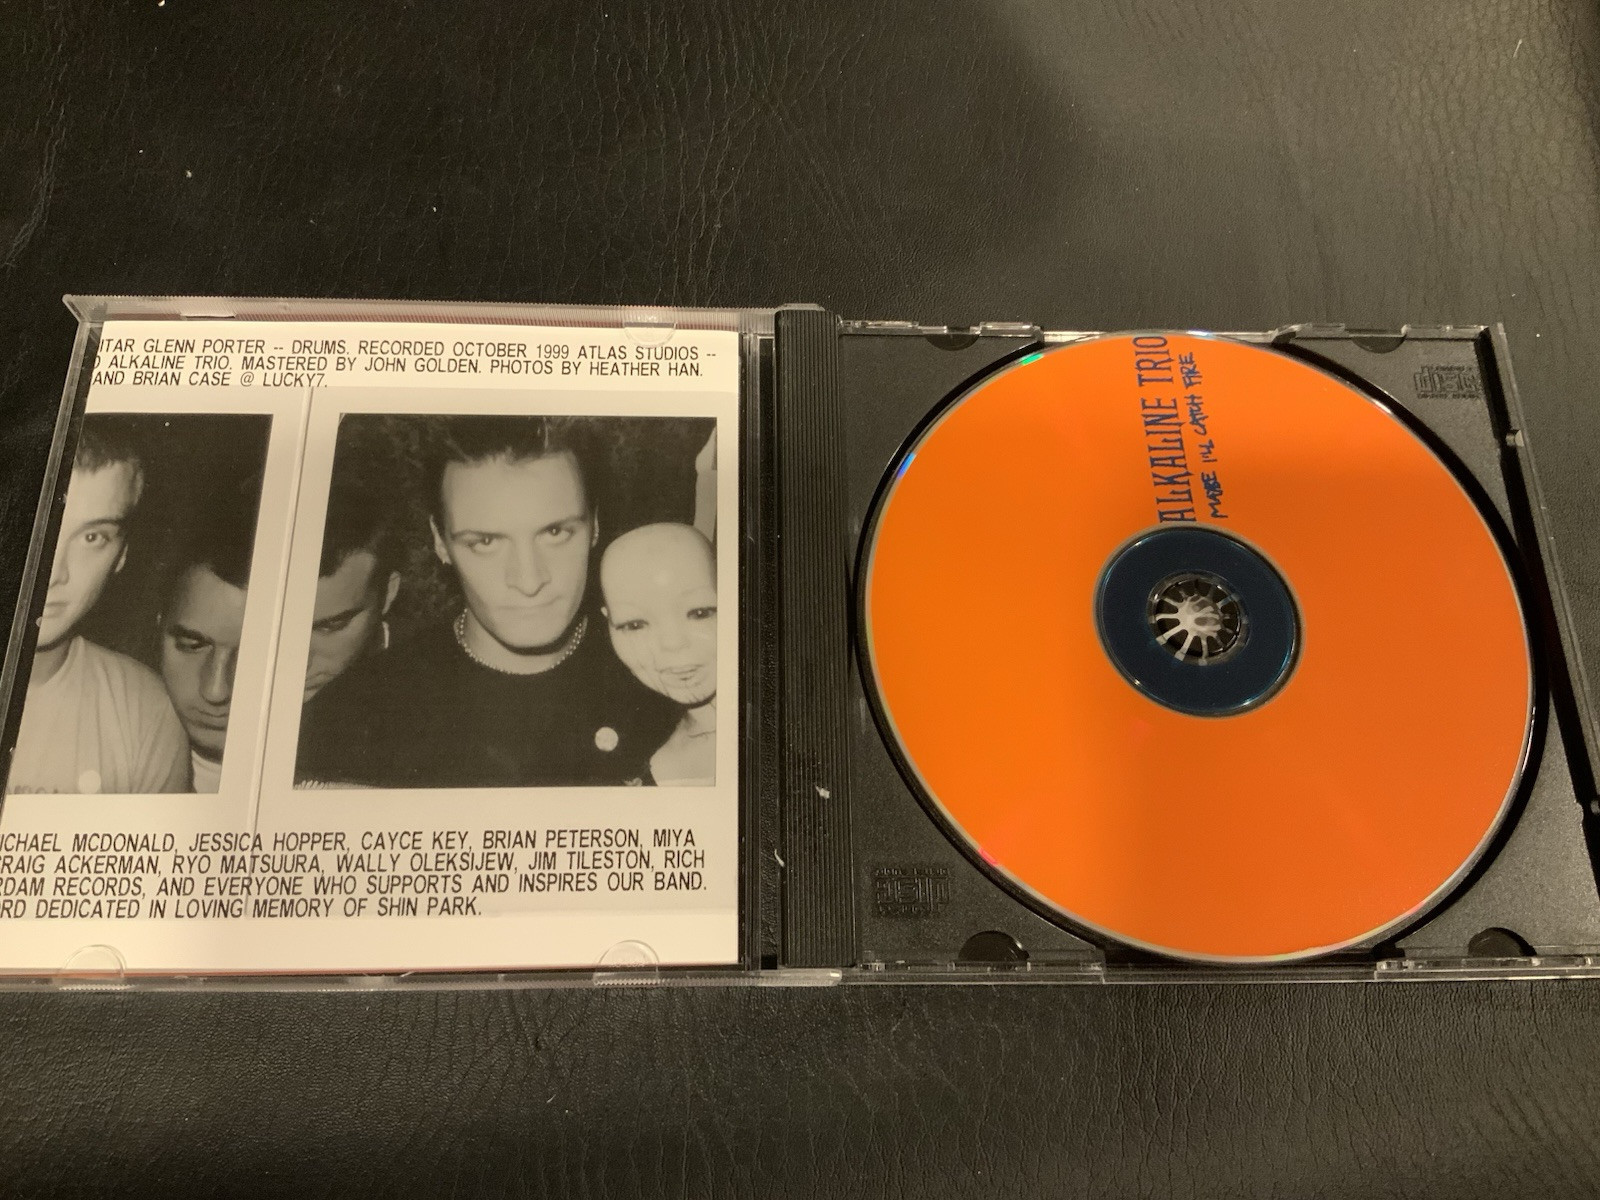 ITAR GLENN PORTER -- DRUMS. RECORDED OCTOBER 1999 ATLAS STUDIOS --
ALKALINE TRIO. MASTERED BY JOHN GOLDEN. PHOTOS BY HEATHER HAN.
AND BRIAN CASE @ LUCKY7.
ICHAEL MCDONALD, JESSICA HOPPER, CAYCE KEY, BRIAN PETERSON, MIYA
RAIG ACKERMAN, RYO MATSUURA, WALLY OLEKSIJEW, JIM TILESTON, RICH
RDAM RECORDS, AND EVERYONE WHO SUPPORTS AND INSPIRES OUR BAND.
ORD DEDICATED IN LOVING MEMORY OF SHIN PARK.
ALKALINE TRIO
MAYBE I'LL CATCH FIRE